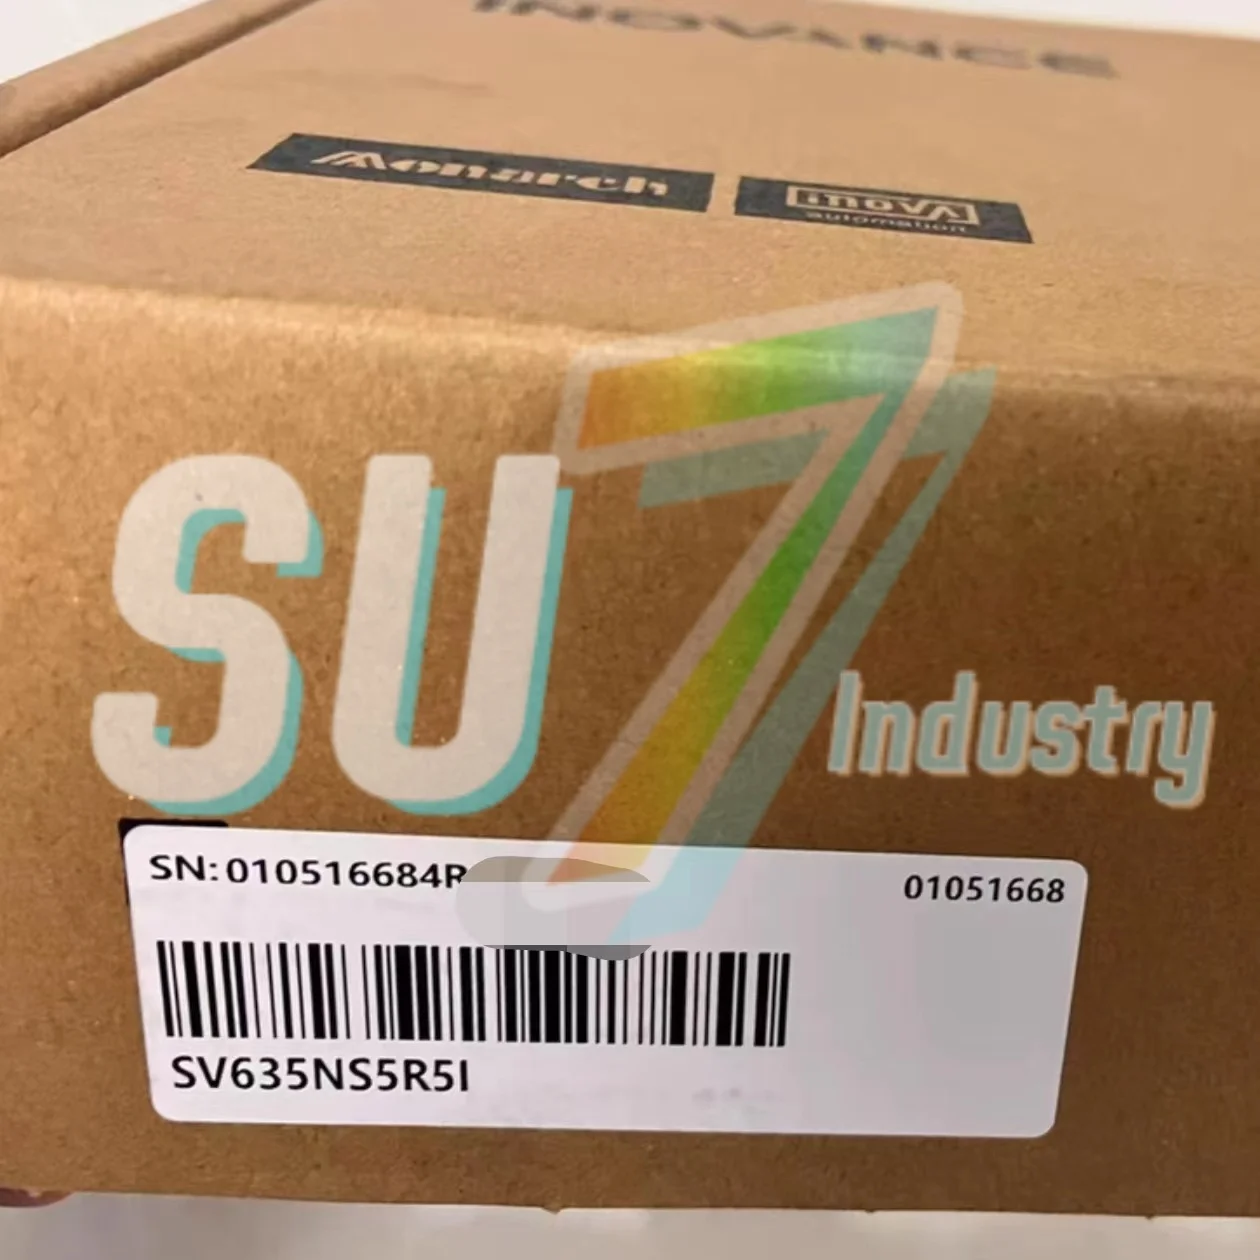 INOVANCE
Monarch
inovA
automation
SU7
Industry
SN:010516684R
01051668
SV635NS5R5I